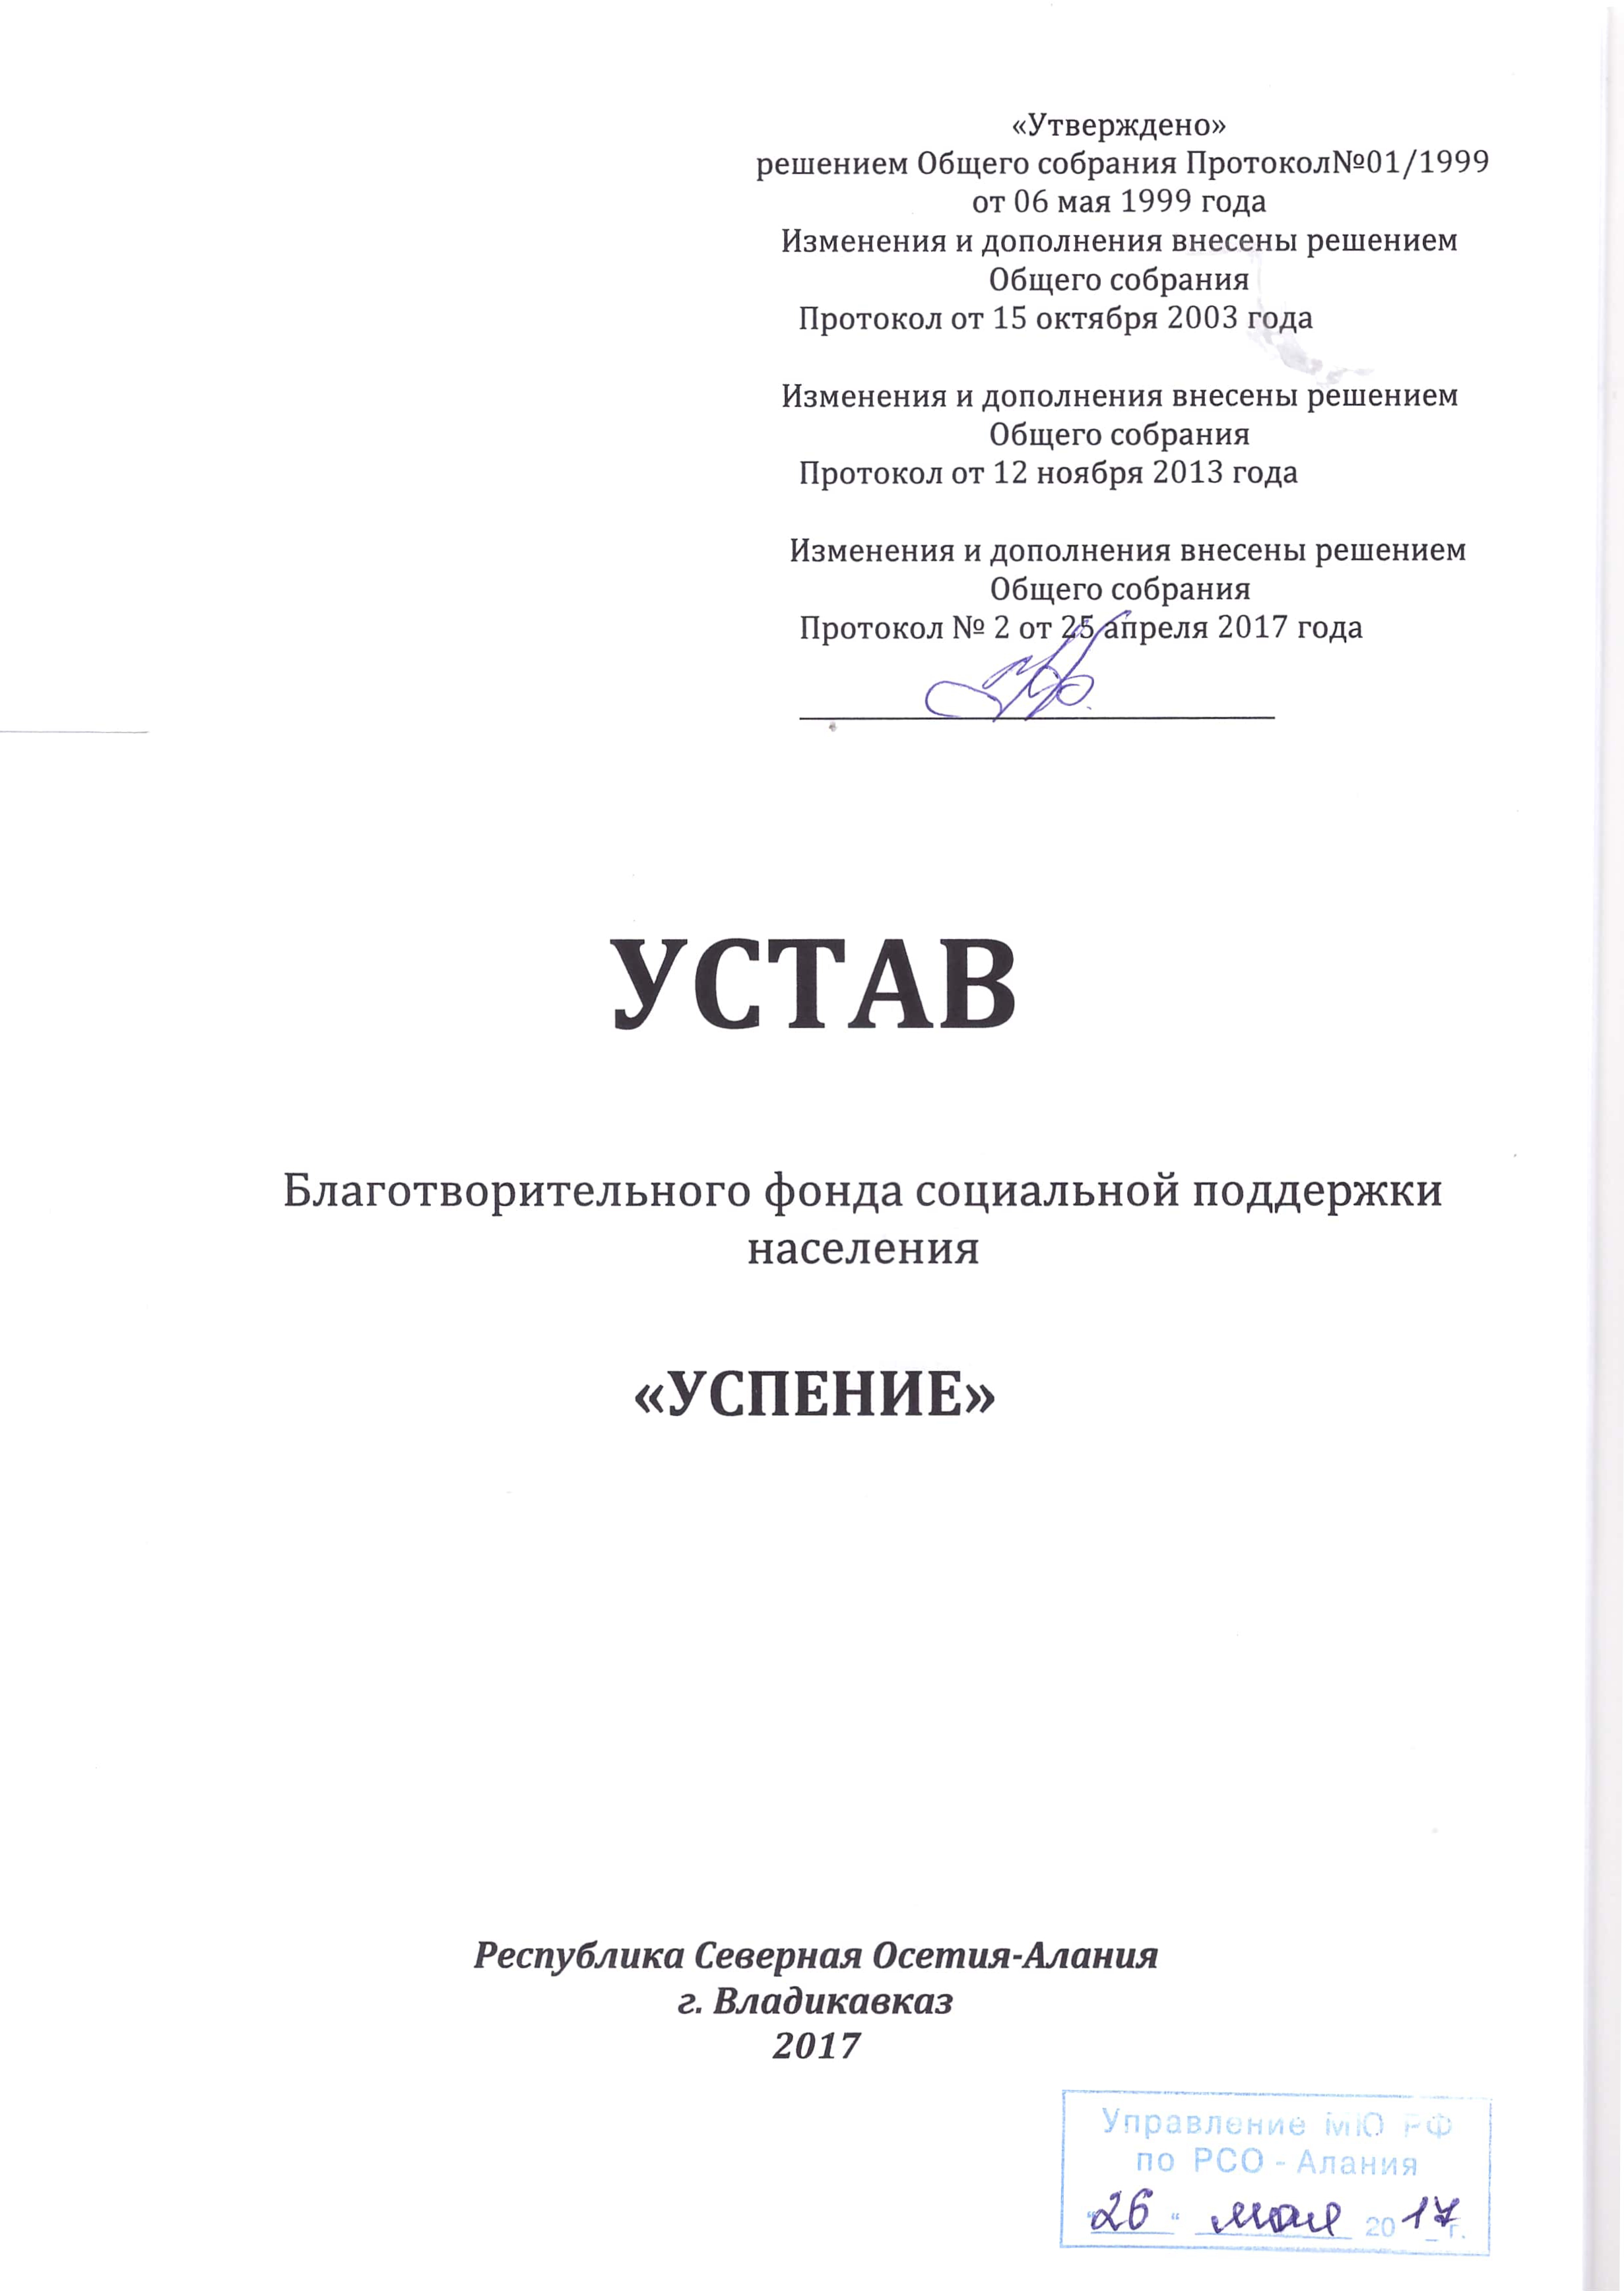 «Утверждено»
решением Общего собрания Протокол№01/1999
от 06 мая 1999 года
Изменения и дополнения внесены решением
Общего собрания
Протокол от 15 октября 2003 года
Изменения и дополнения внесены решением
Общего собрания
Протокол от 12 ноября 2013 года
Изменения и дополнения внесены решением
Общего собрания
Протокол № 2 от 25 апреля 2017 года
УСТАВ
Благотворительного фонда социальной поддержки
населения
«УСПЕНИЕ»
Республика Северная Осетия-Алания
г. Владикавказ
2017
Управление МЮ РФ
по РСО - Алания
"26" мая 2017 г.